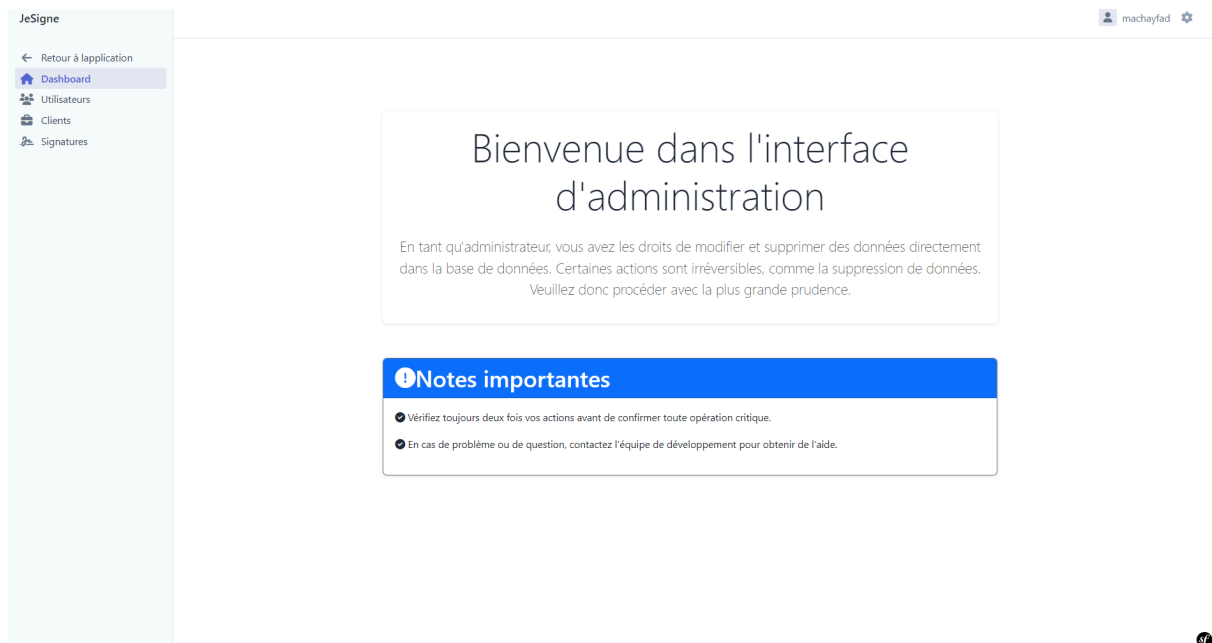 JeSigne
machayfad
Retour à lapplication
Dashboard
Utilisateurs
Clients
Signatures
Bienvenue dans l'interface
d'administration
En tant qu'administrateur, vous avez les droits de modifier et supprimer des données directement
dans la base de données. Certaines actions sont irréversibles, comme la suppression de données.
Veuillez donc procéder avec la plus grande prudence.
Notes importantes
Vérifiez toujours deux fois vos actions avant de confirmer toute opération critique.
En cas de problème ou de question, contactez l'équipe de développement pour obtenir de l'aide.
sf